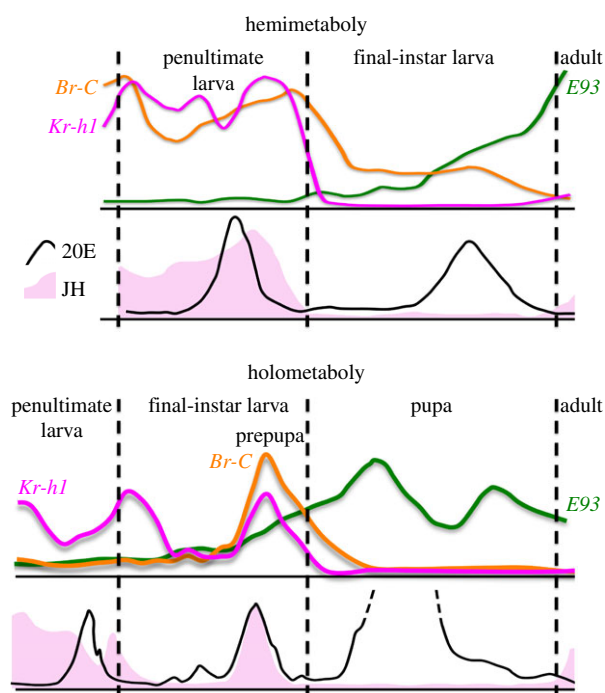 hemimetaboly
penultimate
larva
final-instar larva
adult
Br-C
E93
Kr-h1
20E
JH
holometaboly
penultimate
larva
final-instar larva
pupa
adult
prepupa
Br-C
Kr-h1
E93